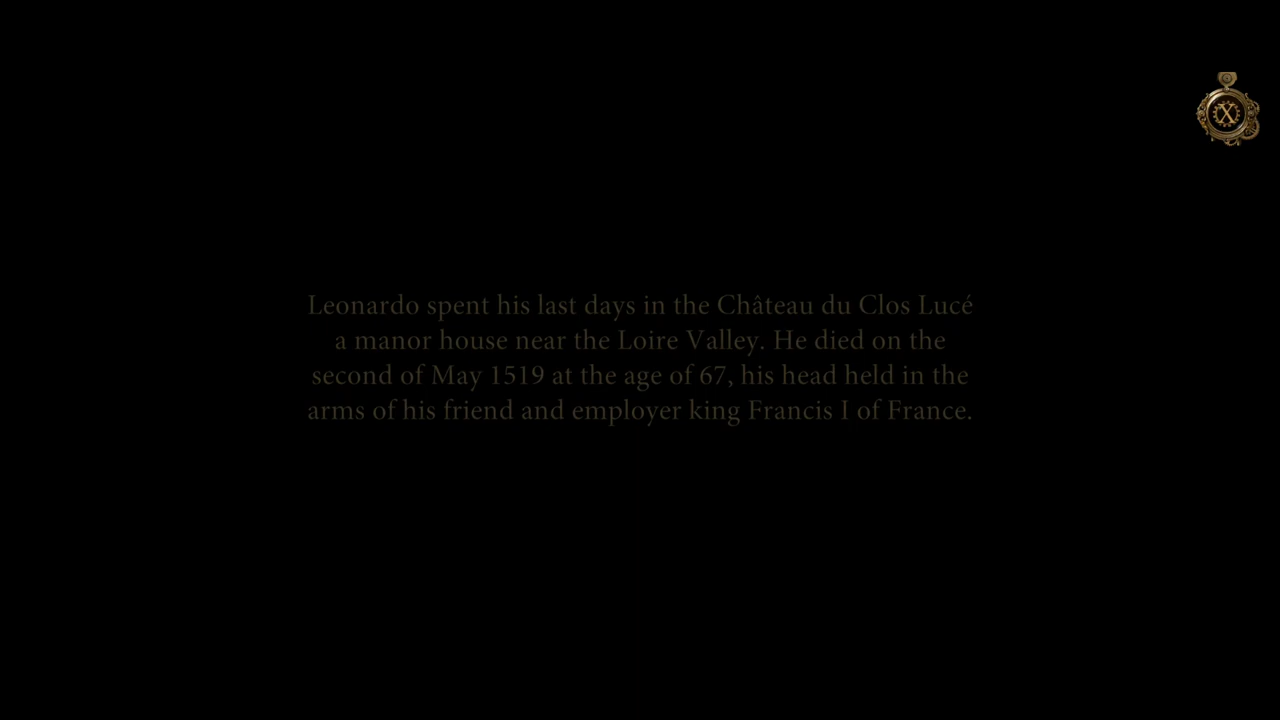 Leonardo spent his last days in the Château du Clos Lucé
a manor house near the Loire Valley. He died on the
second of May 1519 at the age of 67, his head held in the
arms of his friend and employer king Francis I of France.
X